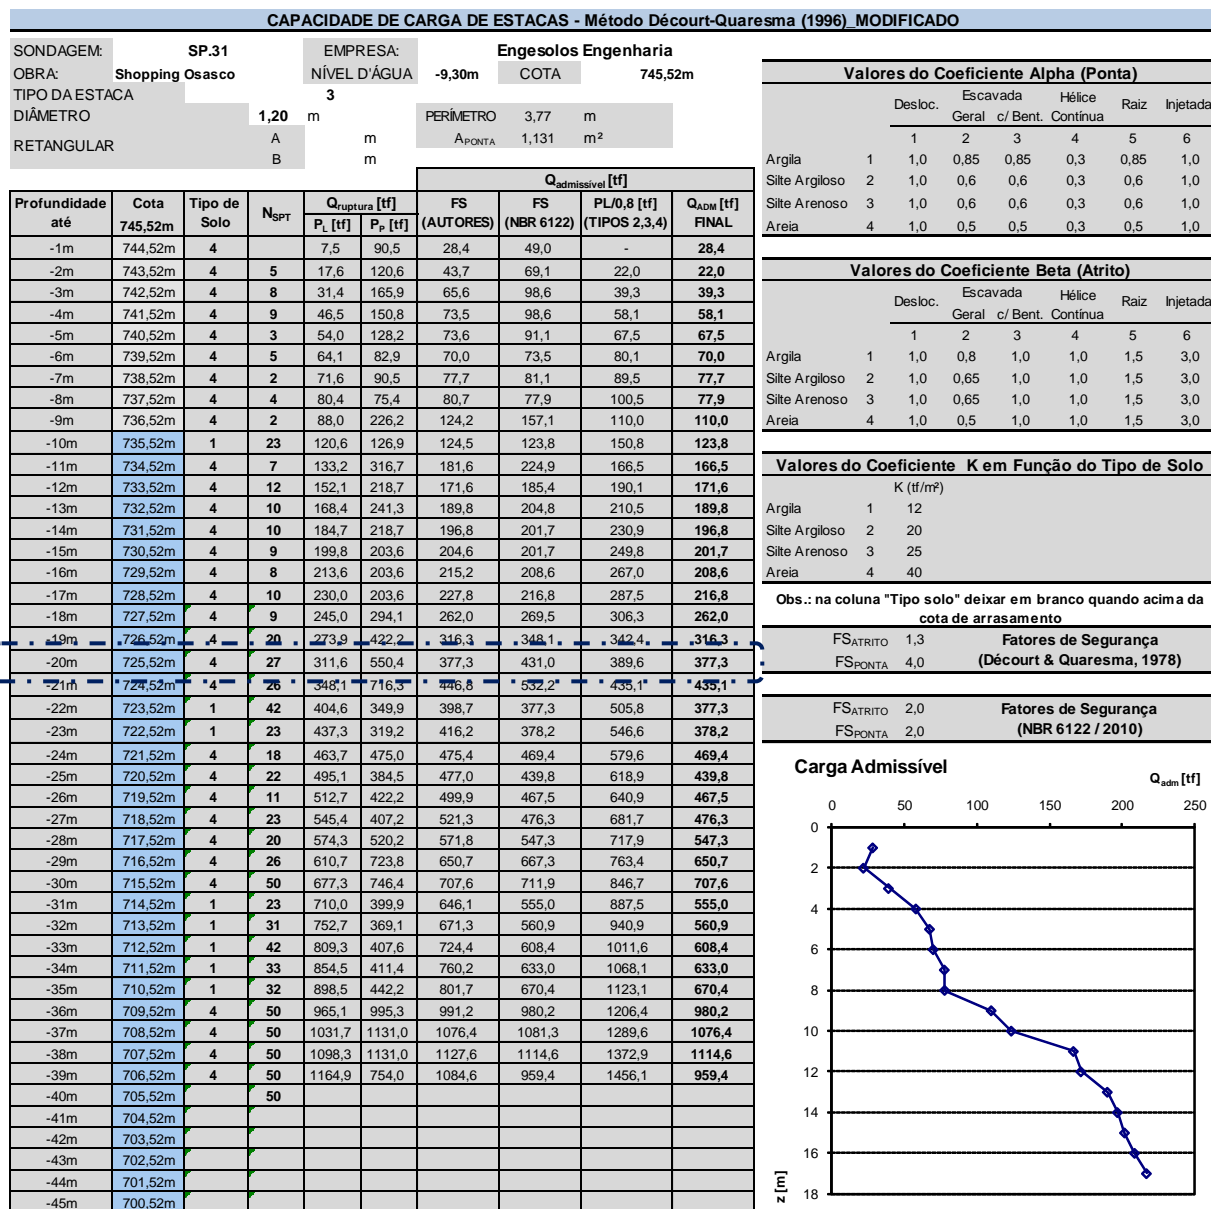 CAPACIDADE DE CARGA DE ESTACAS - Método Décourt-Quaresma (1996)_MODIFICADO
SONDAGEM: SP.31 EMPRESA: Engesolos Engenharia
OBRA: Shopping Osasco NÍVEL D'ÁGUA -9,30m COTA 745,52m
TIPO DA ESTACA 3
DIÂMETRO 1,20 m PERÍMETRO 3,77 m
RETANGULAR A m APONTA 1,131 m²
B m
Qadmissível [tf]
Profundidade até Cota 745,52m Tipo de Solo NSPT Qruptura [tf] PL [tf] PP [tf] FS (AUTORES) FS (NBR 6122) PL/0,8 [tf] (TIPOS 2,3,4) QADM [tf] FINAL
-1m 744,52m 4 7,5 90,5 28,4 49,0 - 28,4
-2m 743,52m 4 5 17,6 120,6 43,7 69,1 22,0 22,0
-3m 742,52m 4 8 31,4 165,9 65,6 98,6 39,3 39,3
-4m 741,52m 4 9 46,5 150,8 73,5 98,6 58,1 58,1
-5m 740,52m 4 3 54,0 128,2 73,6 91,1 67,5 67,5
-6m 739,52m 4 5 64,1 82,9 70,0 73,5 80,1 70,0
-7m 738,52m 4 2 71,6 90,5 77,7 81,1 89,5 77,7
-8m 737,52m 4 4 80,4 75,4 80,7 77,9 100,5 77,9
-9m 736,52m 4 2 88,0 226,2 124,2 157,1 110,0 110,0
-10m 735,52m 1 23 120,6 126,9 124,5 123,8 150,8 123,8
-11m 734,52m 4 7 133,2 316,7 181,6 224,9 166,5 166,5
-12m 733,52m 4 12 152,1 218,7 171,6 185,4 190,1 171,6
-13m 732,52m 4 10 168,4 241,3 189,8 204,8 210,5 189,8
-14m 731,52m 4 10 184,7 218,7 196,8 201,7 230,9 196,8
-15m 730,52m 4 9 199,8 203,6 204,6 201,7 249,8 201,7
-16m 729,52m 4 8 213,6 203,6 215,2 208,6 267,0 208,6
-17m 728,52m 4 10 230,0 203,6 227,8 216,8 287,5 216,8
-18m 727,52m 4 9 245,0 294,1 262,0 269,5 306,3 262,0
-19m 726,52m 4 20 273,9 422,2 316,3 348,1 342,4 316,3
-20m 725,52m 4 27 311,6 550,4 377,3 431,0 389,6 377,3
-21m 724,52m 4 26 348,1 716,3 446,8 532,2 435,1 435,1
-22m 723,52m 1 42 404,6 349,9 398,7 377,3 505,8 377,3
-23m 722,52m 1 23 437,3 319,2 416,2 378,2 546,6 378,2
-24m 721,52m 4 18 463,7 475,0 475,4 469,4 579,6 469,4
-25m 720,52m 4 22 495,1 384,5 477,0 439,8 618,9 439,8
-26m 719,52m 4 11 512,7 422,2 499,9 467,5 640,9 467,5
-27m 718,52m 4 23 545,4 407,2 521,3 476,3 681,7 476,3
-28m 717,52m 4 20 574,3 520,2 571,8 547,3 717,9 547,3
-29m 716,52m 4 26 610,7 723,8 650,7 667,3 763,4 650,7
-30m 715,52m 4 50 677,3 746,4 707,6 711,9 846,7 707,6
-31m 714,52m 1 23 710,0 399,9 646,1 555,0 887,5 555,0
-32m 713,52m 1 31 752,7 369,1 671,3 560,9 940,9 560,9
-33m 712,52m 1 42 809,3 407,6 724,4 608,4 1011,6 608,4
-34m 711,52m 1 33 854,5 411,4 760,2 633,0 1068,1 633,0
-35m 710,52m 1 32 898,5 442,2 801,7 670,4 1123,1 670,4
-36m 709,52m 4 50 965,1 995,3 991,2 980,2 1206,4 980,2
-37m 708,52m 4 50 1031,7 1131,0 1076,4 1081,3 1289,6 1076,4
-38m 707,52m 4 50 1098,3 1131,0 1127,6 1114,6 1372,9 1114,6
-39m 706,52m 4 50 1164,9 754,0 1084,6 959,4 1456,1 959,4
-40m 705,52m 50
-41m 704,52m
-42m 703,52m
-43m 702,52m
-44m 701,52m
-45m 700,52m
Valores do Coeficiente Alpha (Ponta)
Desloc. Escavada Hélice Raiz Injetada
Geral c/ Bent. Contínua
1 2 3 4 5 6
Argila 1 1,0 0,85 0,85 0,3 0,85 1,0
Silte Argiloso 2 1,0 0,6 0,6 0,3 0,6 1,0
Silte Arenoso 3 1,0 0,6 0,6 0,3 0,6 1,0
Areia 4 1,0 0,5 0,5 0,3 0,5 1,0
Valores do Coeficiente Beta (Atrito)
Desloc. Escavada Hélice Raiz Injetada
Geral c/ Bent. Contínua
1 2 3 4 5 6
Argila 1 1,0 0,8 1,0 1,0 1,5 3,0
Silte Argiloso 2 1,0 0,65 1,0 1,0 1,5 3,0
Silte Arenoso 3 1,0 0,65 1,0 1,0 1,5 3,0
Areia 4 1,0 0,5 1,0 1,0 1,5 3,0
Valores do Coeficiente K em Função do Tipo de Solo
K (tf/m²)
Argila 1 12
Silte Argiloso 2 20
Silte Arenoso 3 25
Areia 4 40
Obs.: na coluna "Tipo solo" deixar em branco quando acima da
cota de arrasamento
FSATRITO 1,3 Fatores de Segurança
FSPONTA 4,0 (Décourt & Quaresma, 1978)
FSATRITO 2,0 Fatores de Segurança
FSPONTA 2,0 (NBR 6122 / 2010)
Carga Admissível
Qadm [tf]
0 50 100 150 200 250
0
2
4
6
8
10
12
14
16
18
z [m]